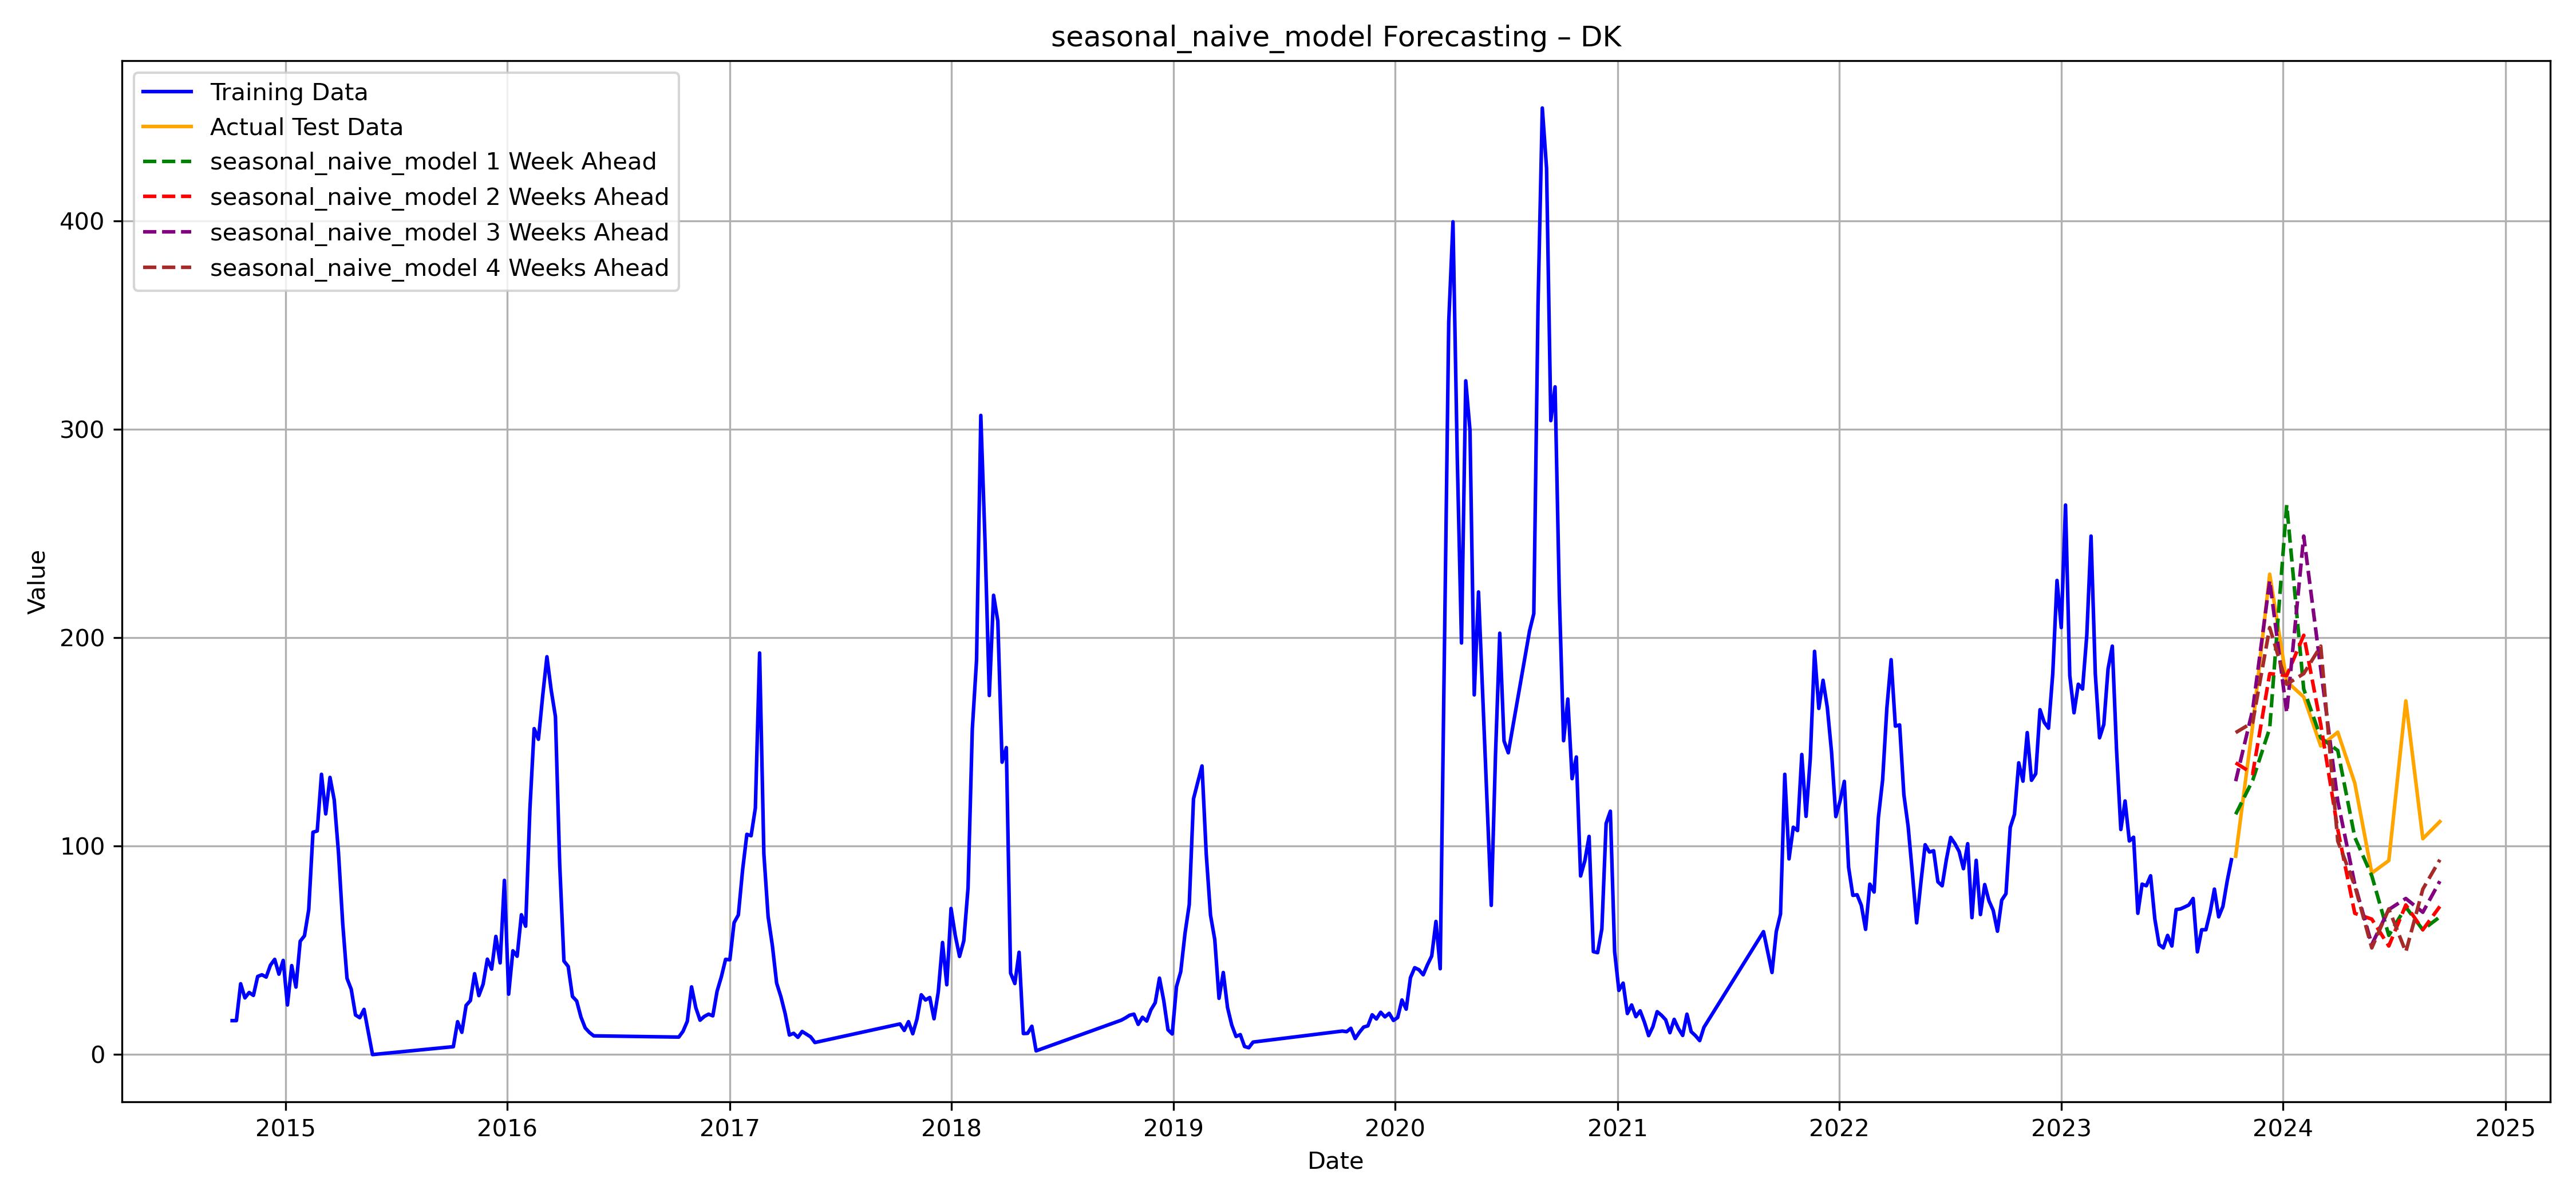 seasonal_naive_model Forecasting – DK
Training Data
Actual Test Data
seasonal_naive_model 1 Week Ahead
seasonal_naive_model 2 Weeks Ahead
seasonal_naive_model 3 Weeks Ahead
seasonal_naive_model 4 Weeks Ahead
Value
400
300
200
100
0
2015 2016 2017 2018 2019 2020 2021 2022 2023 2024 2025
Date